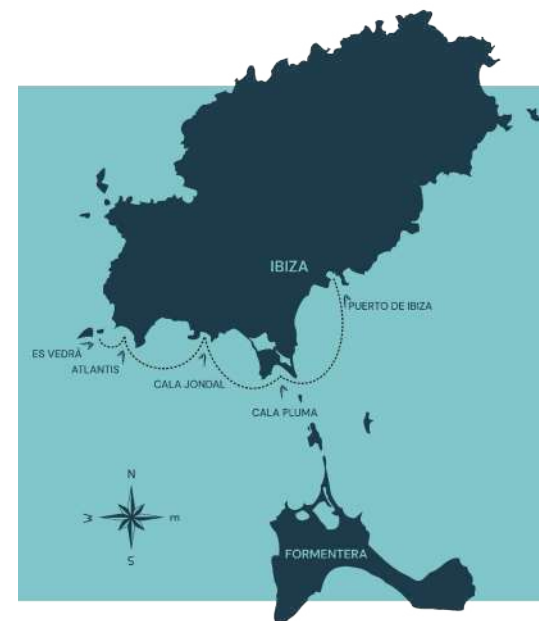 IBIZA
PUERTO DE IBIZA
ES VEDRÀ
ATLANTIS
CALA JONDAL
CALA PLUMA
N
W E
S
FORMENTERA